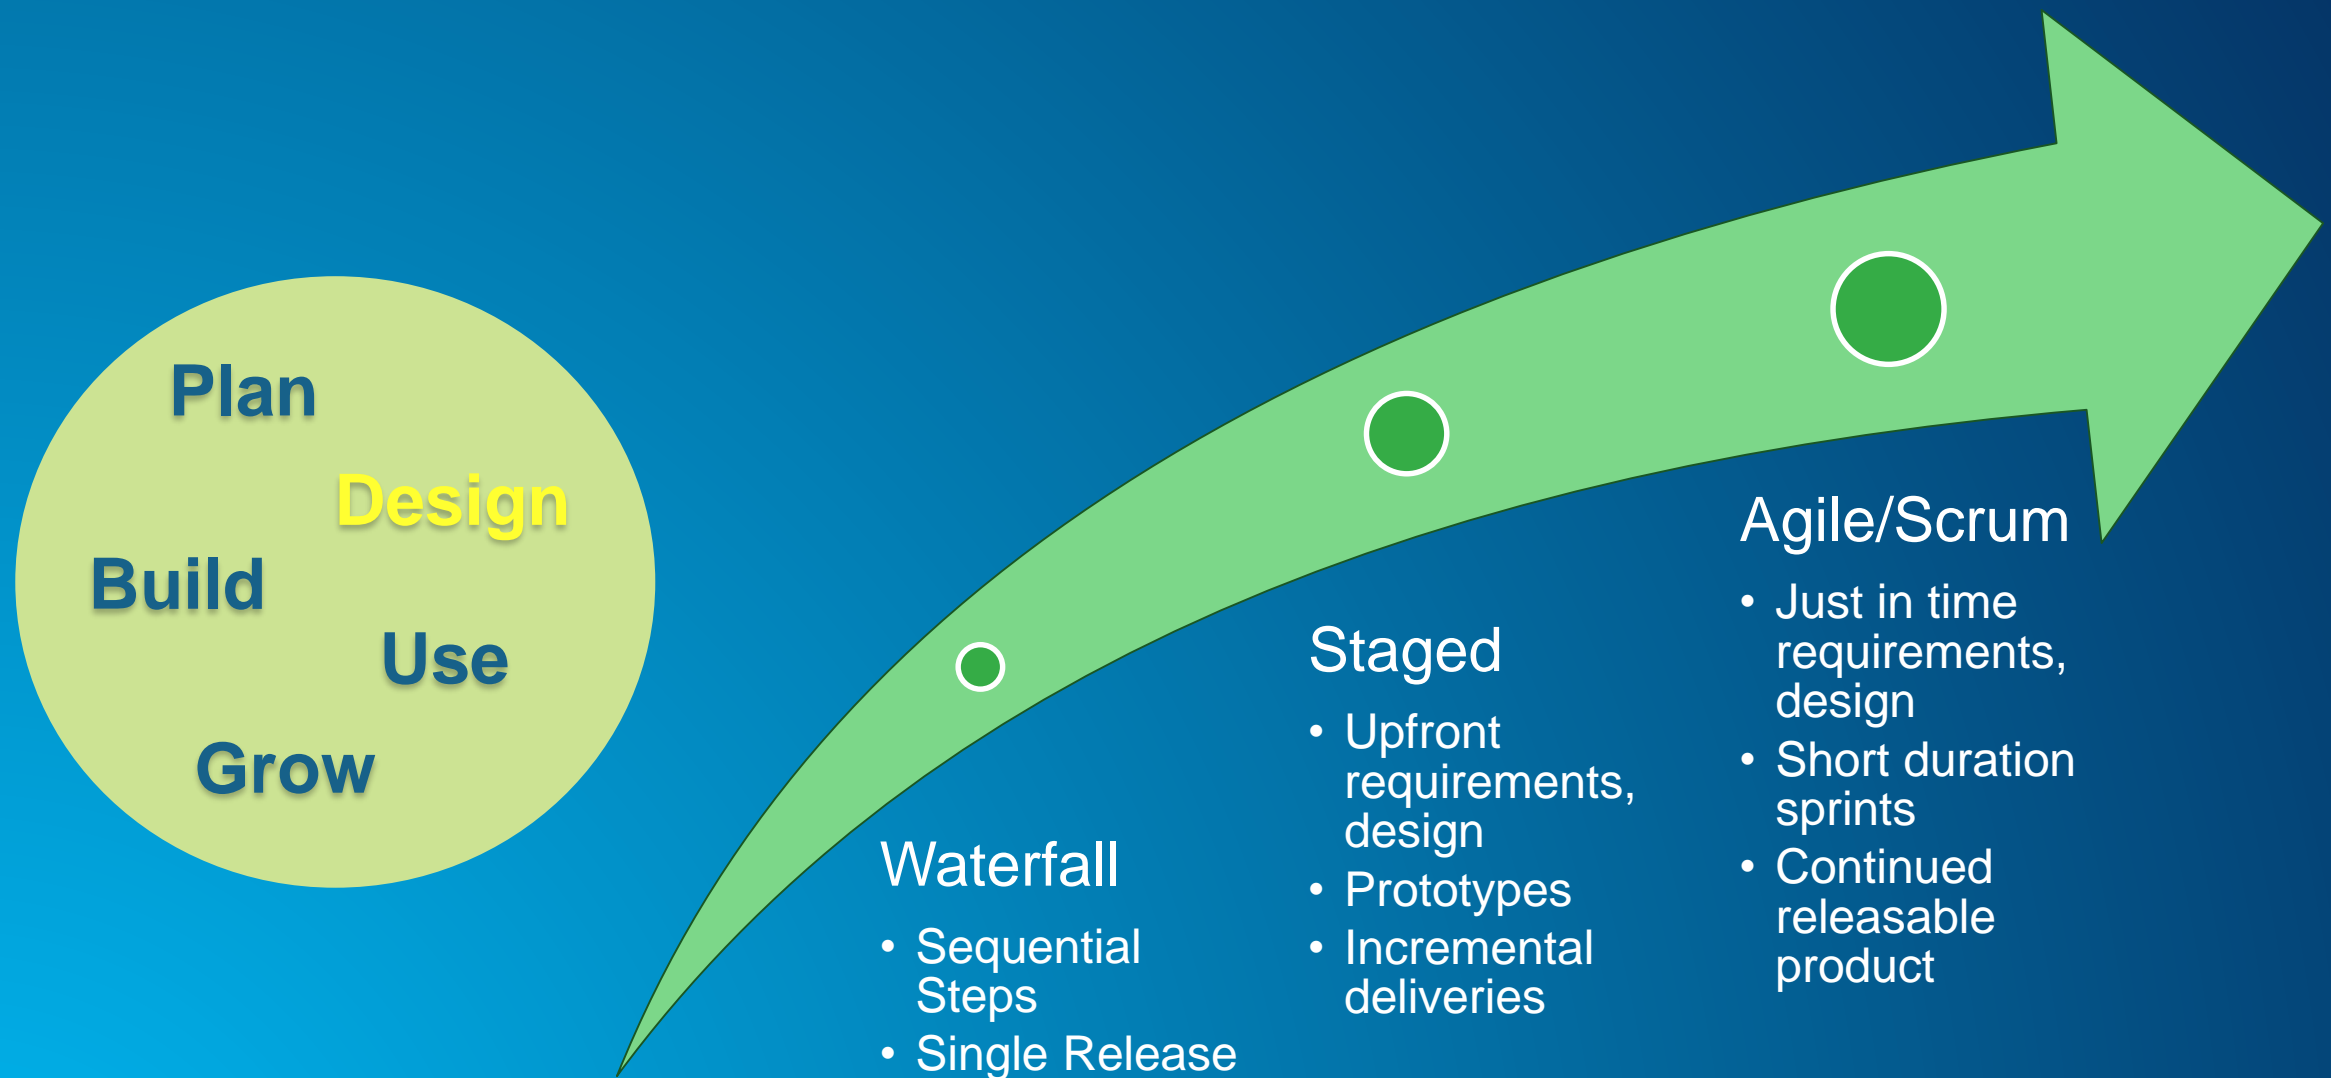 Plan
Design
Build
Use
Grow
Waterfall
• Sequential
Steps
• Single Release
Staged
• Upfront
requirements,
design
• Prototypes
• Incremental
deliveries
Agile/Scrum
• Just in time
requirements,
design
• Short duration
sprints
• Continued
releasable
product